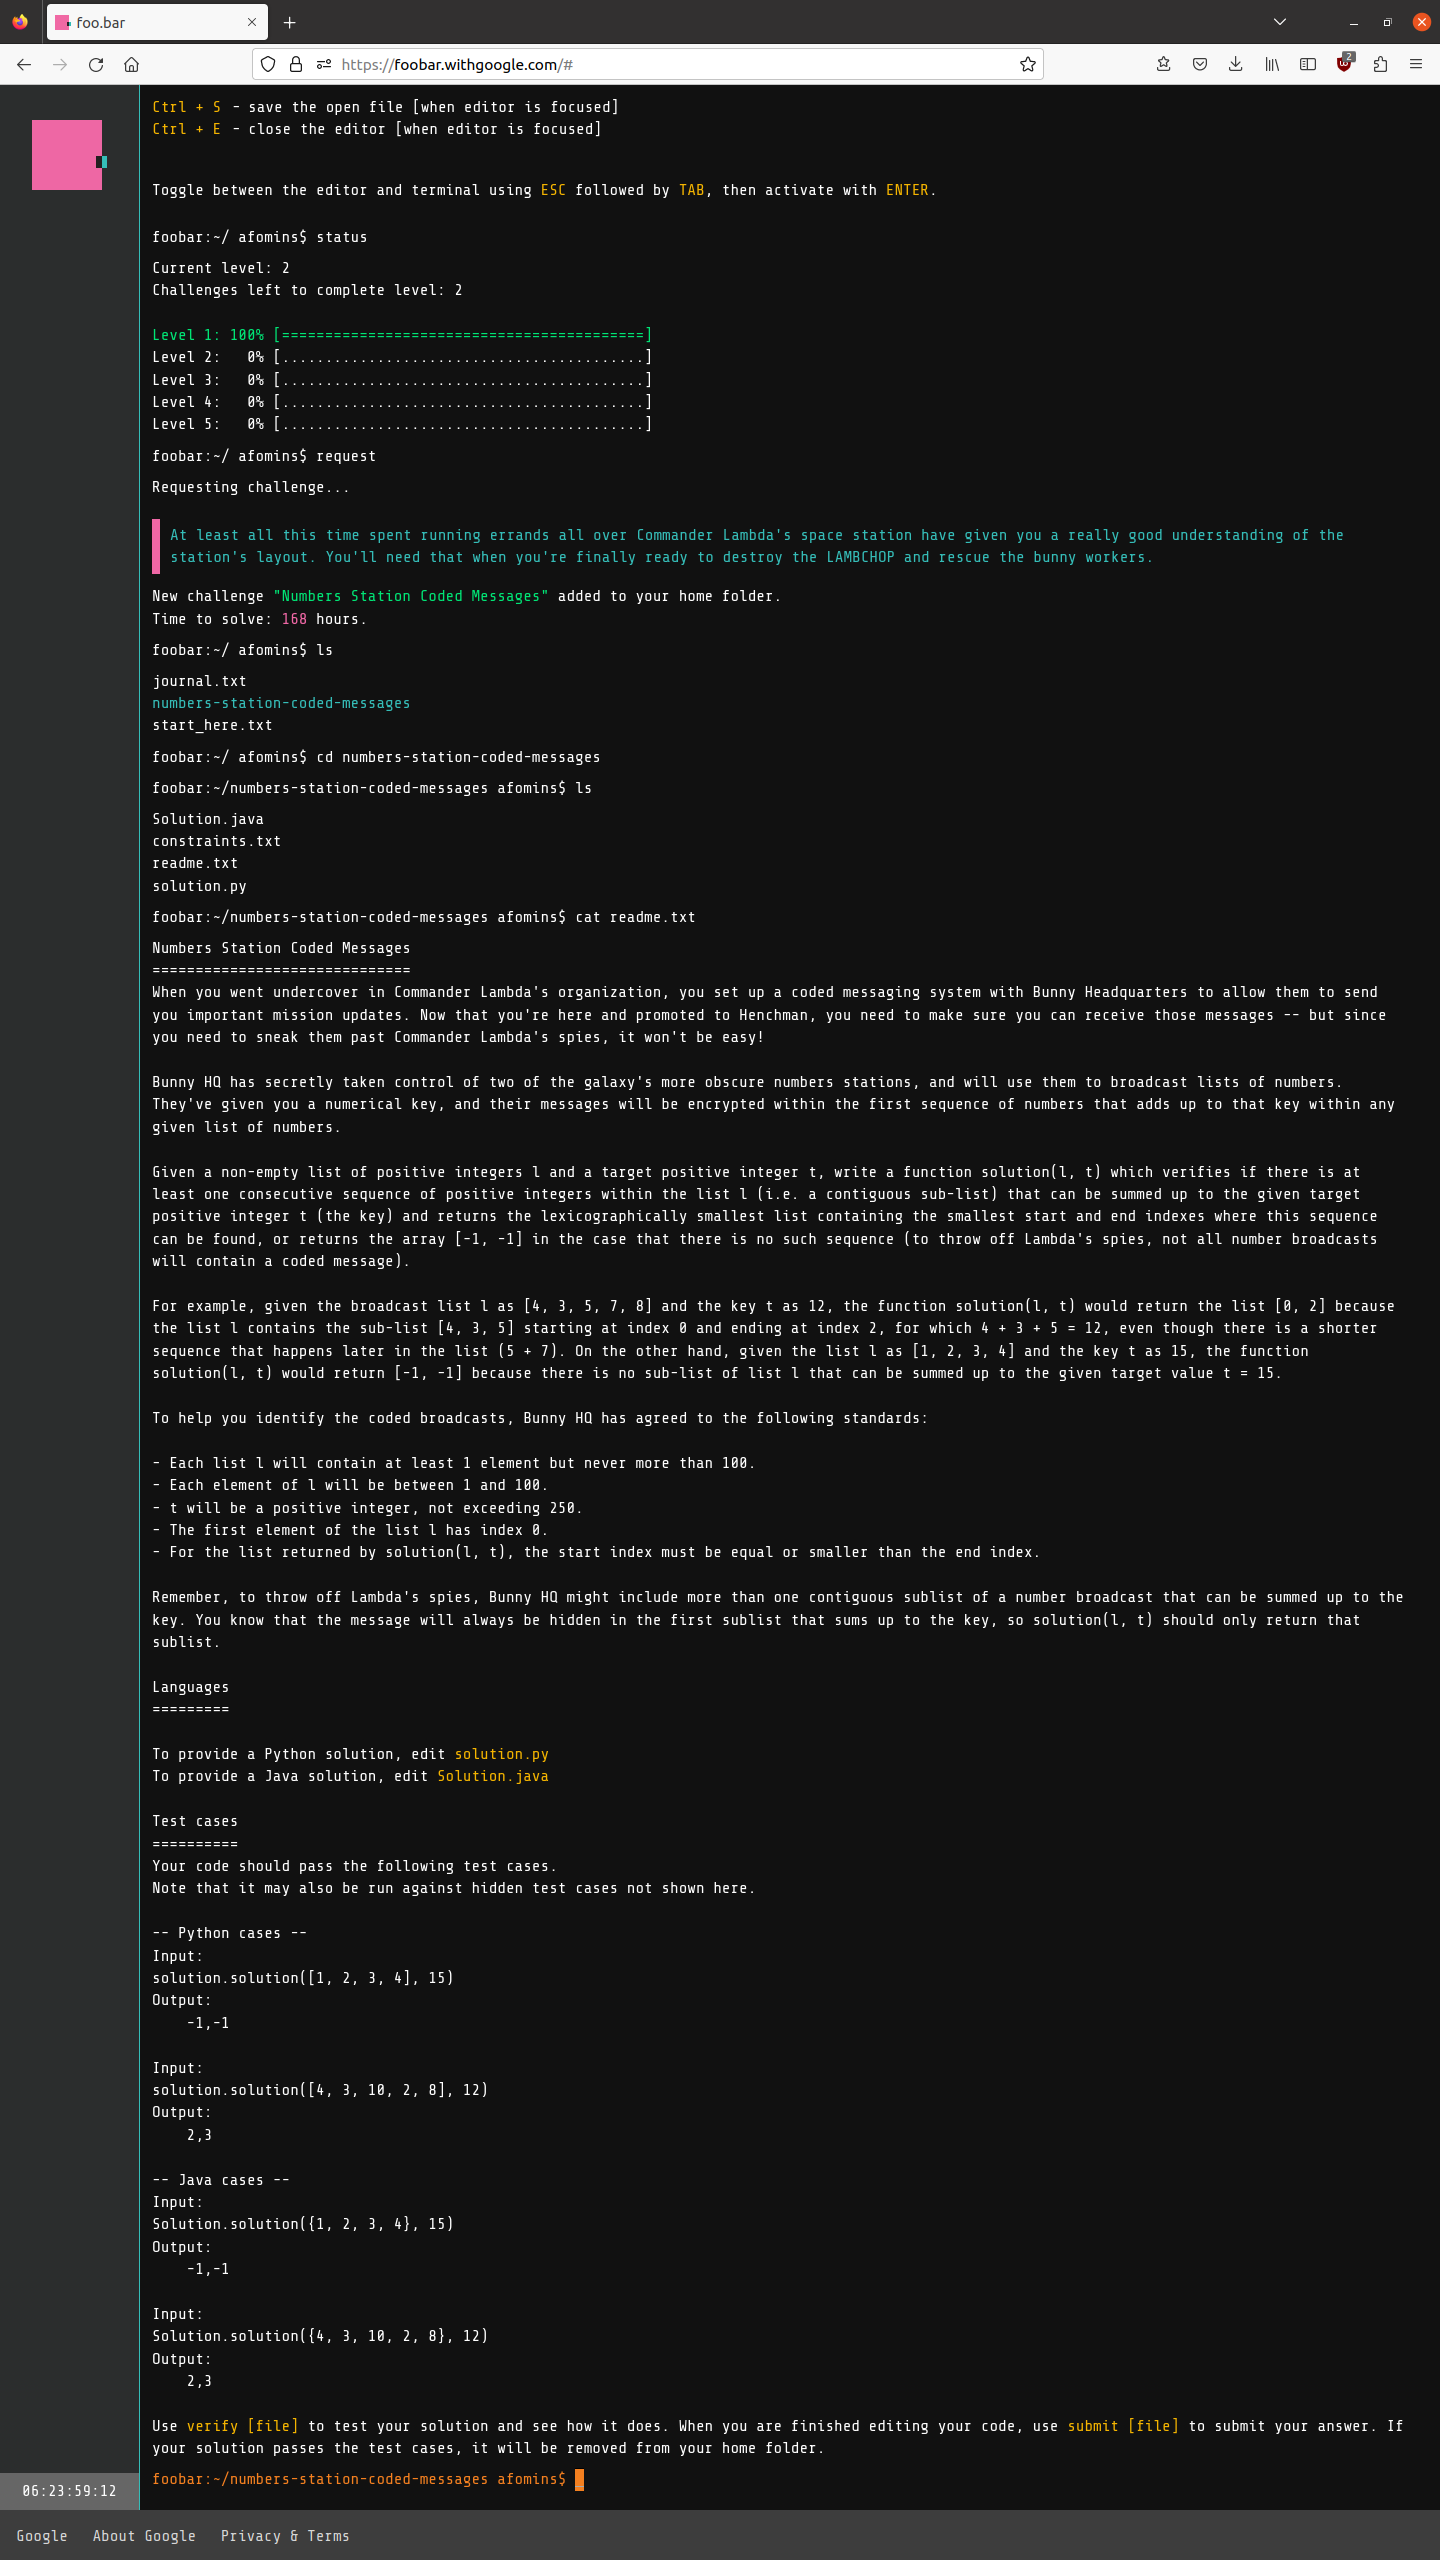 foo.bar
https://foobar.withgoogle.com/#
2
Ctrl + S - save the open file [when editor is focused]
Ctrl + E - close the editor [when editor is focused]
Toggle between the editor and terminal using ESC followed by TAB, then activate with ENTER.
foobar:~/ afomins$ status
Current level: 2
Challenges left to complete level: 2
Level 1: 100% [==========================================]
Level 2:   0% [..........................................]
Level 3:   0% [..........................................]
Level 4:   0% [..........................................]
Level 5:   0% [..........................................]
foobar:~/ afomins$ request
Requesting challenge...
At least all this time spent running errands all over Commander Lambda's space station have given you a really good understanding of the
station's layout. You'll need that when you're finally ready to destroy the LAMBCHOP and rescue the bunny workers.
New challenge "Numbers Station Coded Messages" added to your home folder.
Time to solve: 168 hours.
foobar:~/ afomins$ ls
journal.txt
numbers-station-coded-messages
start_here.txt
foobar:~/ afomins$ cd numbers-station-coded-messages
foobar:~/numbers-station-coded-messages afomins$ ls
Solution.java
constraints.txt
readme.txt
solution.py
foobar:~/numbers-station-coded-messages afomins$ cat readme.txt
Numbers Station Coded Messages
==============================
When you went undercover in Commander Lambda's organization, you set up a coded messaging system with Bunny Headquarters to allow them to send
you important mission updates. Now that you're here and promoted to Henchman, you need to make sure you can receive those messages -- but since
you need to sneak them past Commander Lambda's spies, it won't be easy!
Bunny HQ has secretly taken control of two of the galaxy's more obscure numbers stations, and will use them to broadcast lists of numbers.
They've given you a numerical key, and their messages will be encrypted within the first sequence of numbers that adds up to that key within any
given list of numbers.
Given a non-empty list of positive integers l and a target positive integer t, write a function solution(l, t) which verifies if there is at
least one consecutive sequence of positive integers within the list l (i.e. a contiguous sub-list) that can be summed up to the given target
positive integer t (the key) and returns the lexicographically smallest list containing the smallest start and end indexes where this sequence
can be found, or returns the array [-1, -1] in the case that there is no such sequence (to throw off Lambda's spies, not all number broadcasts
will contain a coded message).
For example, given the broadcast list l as [4, 3, 5, 7, 8] and the key t as 12, the function solution(l, t) would return the list [0, 2] because
the list l contains the sub-list [4, 3, 5] starting at index 0 and ending at index 2, for which 4 + 3 + 5 = 12, even though there is a shorter
sequence that happens later in the list (5 + 7). On the other hand, given the list l as [1, 2, 3, 4] and the key t as 15, the function
solution(l, t) would return [-1, -1] because there is no sub-list of list l that can be summed up to the given target value t = 15.
To help you identify the coded broadcasts, Bunny HQ has agreed to the following standards:
- Each list l will contain at least 1 element but never more than 100.
- Each element of l will be between 1 and 100.
- t will be a positive integer, not exceeding 250.
- The first element of the list l has index 0.
- For the list returned by solution(l, t), the start index must be equal or smaller than the end index.
Remember, to throw off Lambda's spies, Bunny HQ might include more than one contiguous sublist of a number broadcast that can be summed up to the
key. You know that the message will always be hidden in the first sublist that sums up to the key, so solution(l, t) should only return that
sublist.
Languages
=========
To provide a Python solution, edit solution.py
To provide a Java solution, edit Solution.java
Test cases
==========
Your code should pass the following test cases.
Note that it may also be run against hidden test cases not shown here.
-- Python cases --
Input:
solution.solution([1, 2, 3, 4], 15)
Output:
    -1,-1
Input:
solution.solution([4, 3, 10, 2, 8], 12)
Output:
    2,3
-- Java cases --
Input:
Solution.solution({1, 2, 3, 4}, 15)
Output:
    -1,-1
Input:
Solution.solution({4, 3, 10, 2, 8}, 12)
Output:
    2,3
Use verify [file] to test your solution and see how it does. When you are finished editing your code, use submit [file] to submit your answer. If
your solution passes the test cases, it will be removed from your home folder.
foobar:~/numbers-station-coded-messages afomins$
06:23:59:12
Google About Google Privacy & Terms